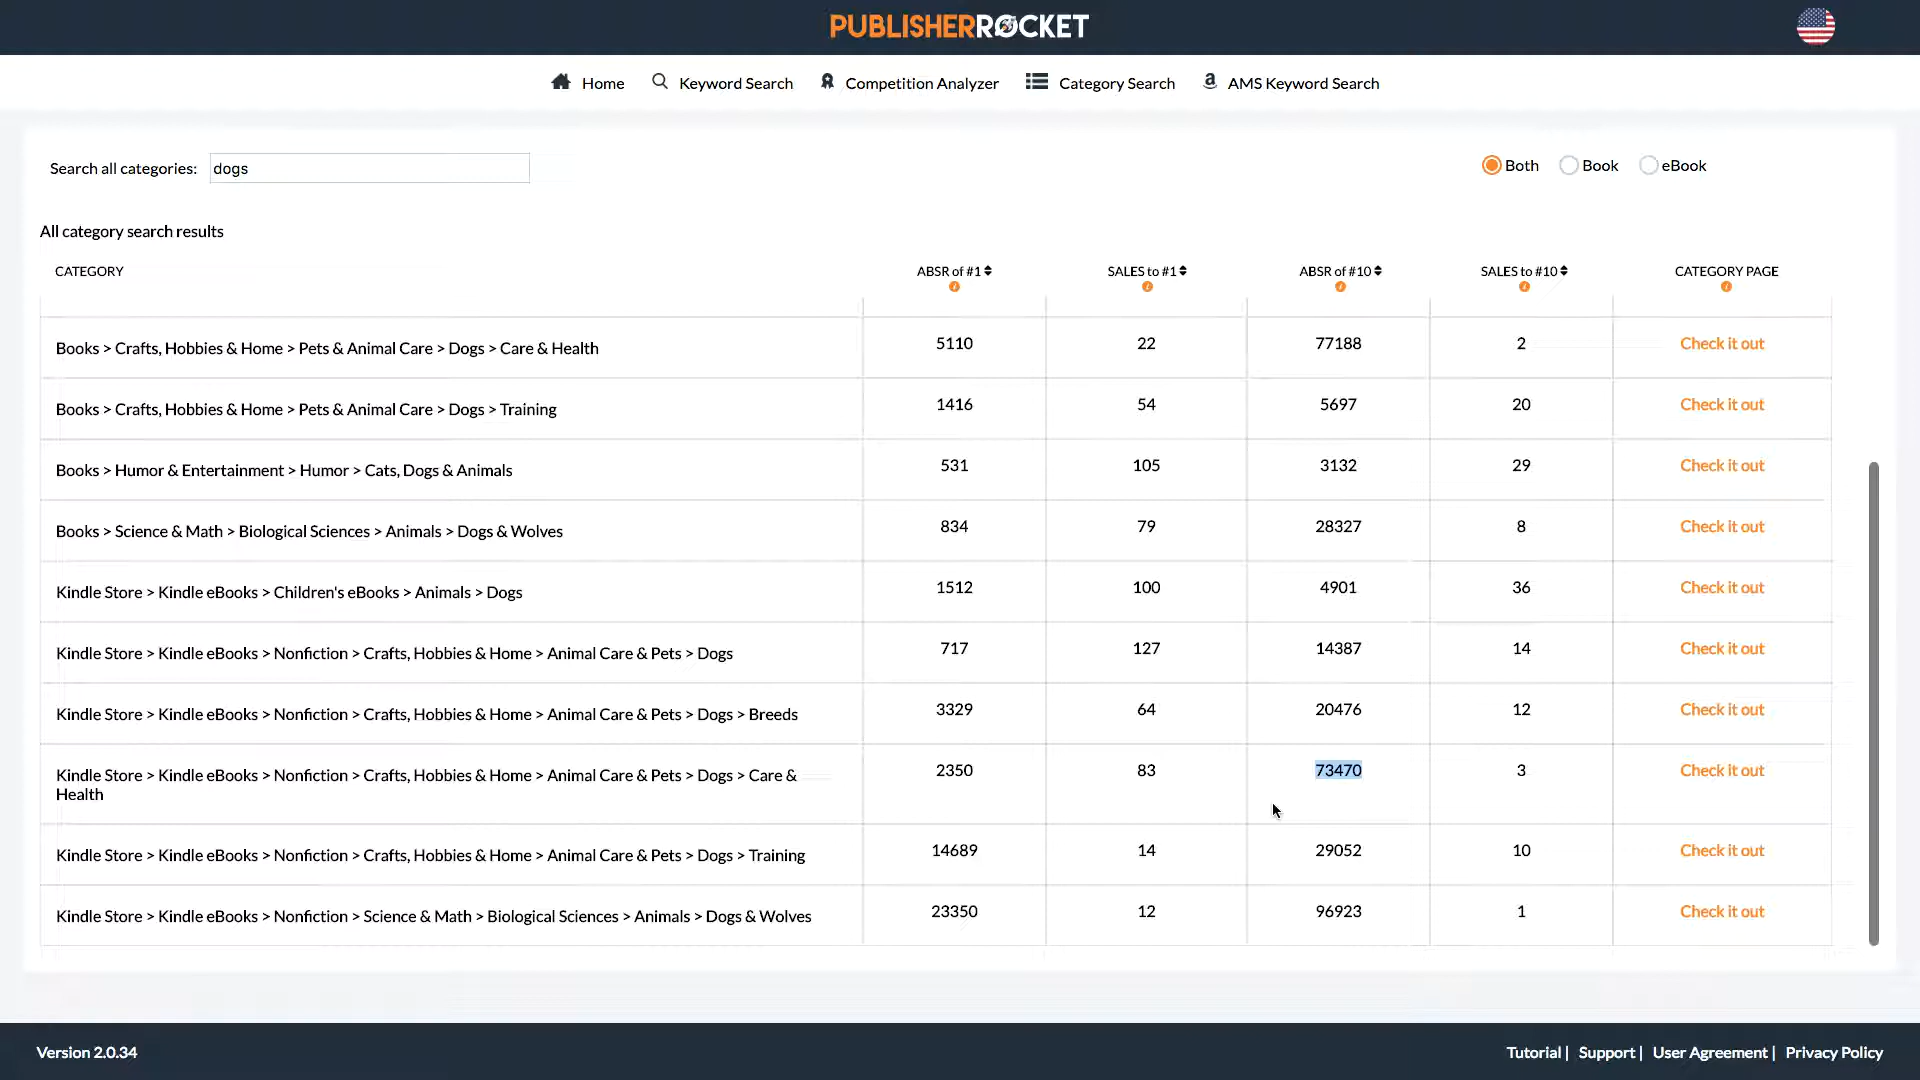 PUBLISHERROCKET
Home Keyword Search Competition Analyzer Category Search AMS Keyword Search
Search all categories: dogs Both Book eBook
All category search results
CATEGORY ABSR of #1 SALES to #1 ABSR of #10 SALES to #10 CATEGORY PAGE
Books > Crafts, Hobbies & Home > Pets & Animal Care > Dogs > Care & Health 5110 22 77188 2 Check it out
Books > Crafts, Hobbies & Home > Pets & Animal Care > Dogs > Training 1416 54 5697 20 Check it out
Books > Humor & Entertainment > Humor > Cats, Dogs & Animals 531 105 3132 29 Check it out
Books > Science & Math > Biological Sciences > Animals > Dogs & Wolves 834 79 28327 8 Check it out
Kindle Store > Kindle eBooks > Children's eBooks > Animals > Dogs 1512 100 4901 36 Check it out
Kindle Store > Kindle eBooks > Nonfiction > Crafts, Hobbies & Home > Animal Care & Pets > Dogs 717 127 14387 14 Check it out
Kindle Store > Kindle eBooks > Nonfiction > Crafts, Hobbies & Home > Animal Care & Pets > Dogs > Breeds 3329 64 20476 12 Check it out
Kindle Store > Kindle eBooks > Nonfiction > Crafts, Hobbies & Home > Animal Care & Pets > Dogs > Care & 2350 83 73470 3 Check it out
Health
Kindle Store > Kindle eBooks > Nonfiction > Crafts, Hobbies & Home > Animal Care & Pets > Dogs > Training 14689 14 29052 10 Check it out
Kindle Store > Kindle eBooks > Nonfiction > Science & Math > Biological Sciences > Animals > Dogs & Wolves 23350 12 96923 1 Check it out
Version 2.0.34 Tutorial | Support | User Agreement | Privacy Policy